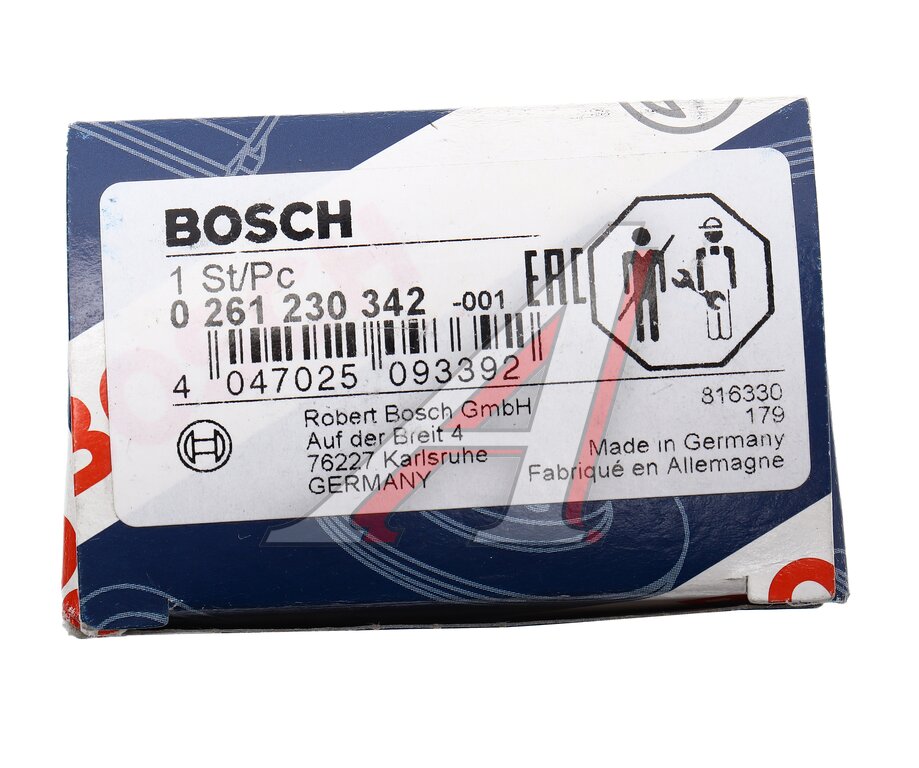 BOSCH
1 St/Pc
0 261 230 342 -001
EAC
4 047025 093392
Robert Bosch GmbH
Auf der Breit 4
76227 Karlsruhe
GERMANY
816330
179
Made in Germany
Fabriqué en Allemagne